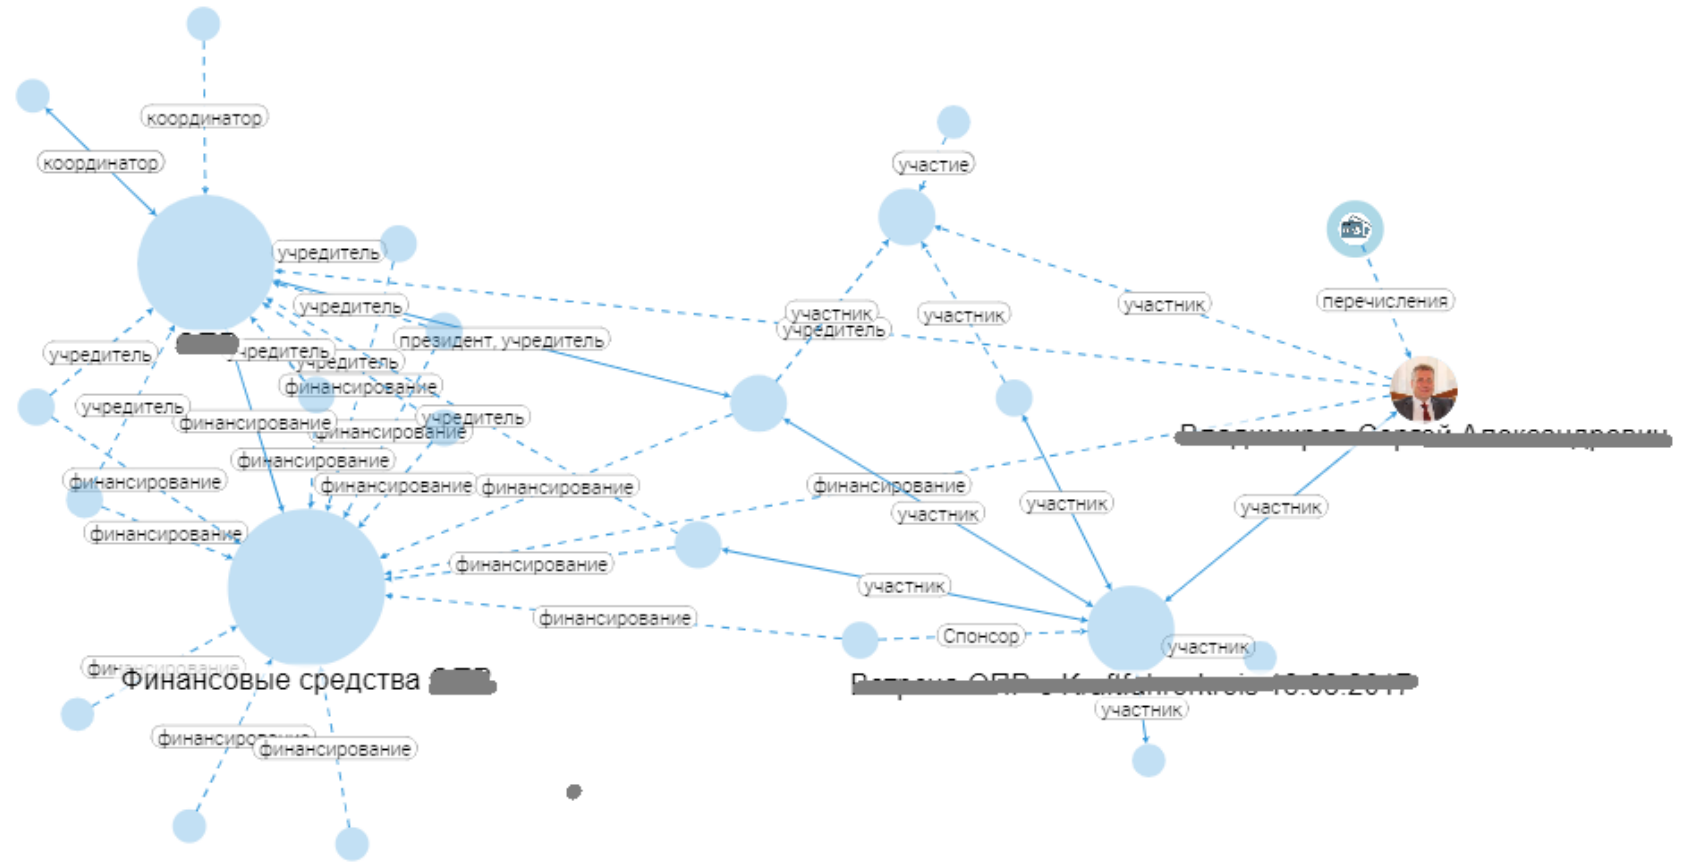 координатор
координатор
участие
учредитель
перечисления
учредитель
участник
участник
участник
учредитель
президент, учредитель
учредитель
учредитель
учредитель
финансирование
учредитель
учредитель
финансирование
финансирование
финансирование
финансирование
финансирование
финансирование
финансирование
финансирование
участник
участник
участник
финансирование
финансирование
участник
финансирование
Спонсор
участник
финансирование
Финансовые средства
участник
финансирование
финансирование